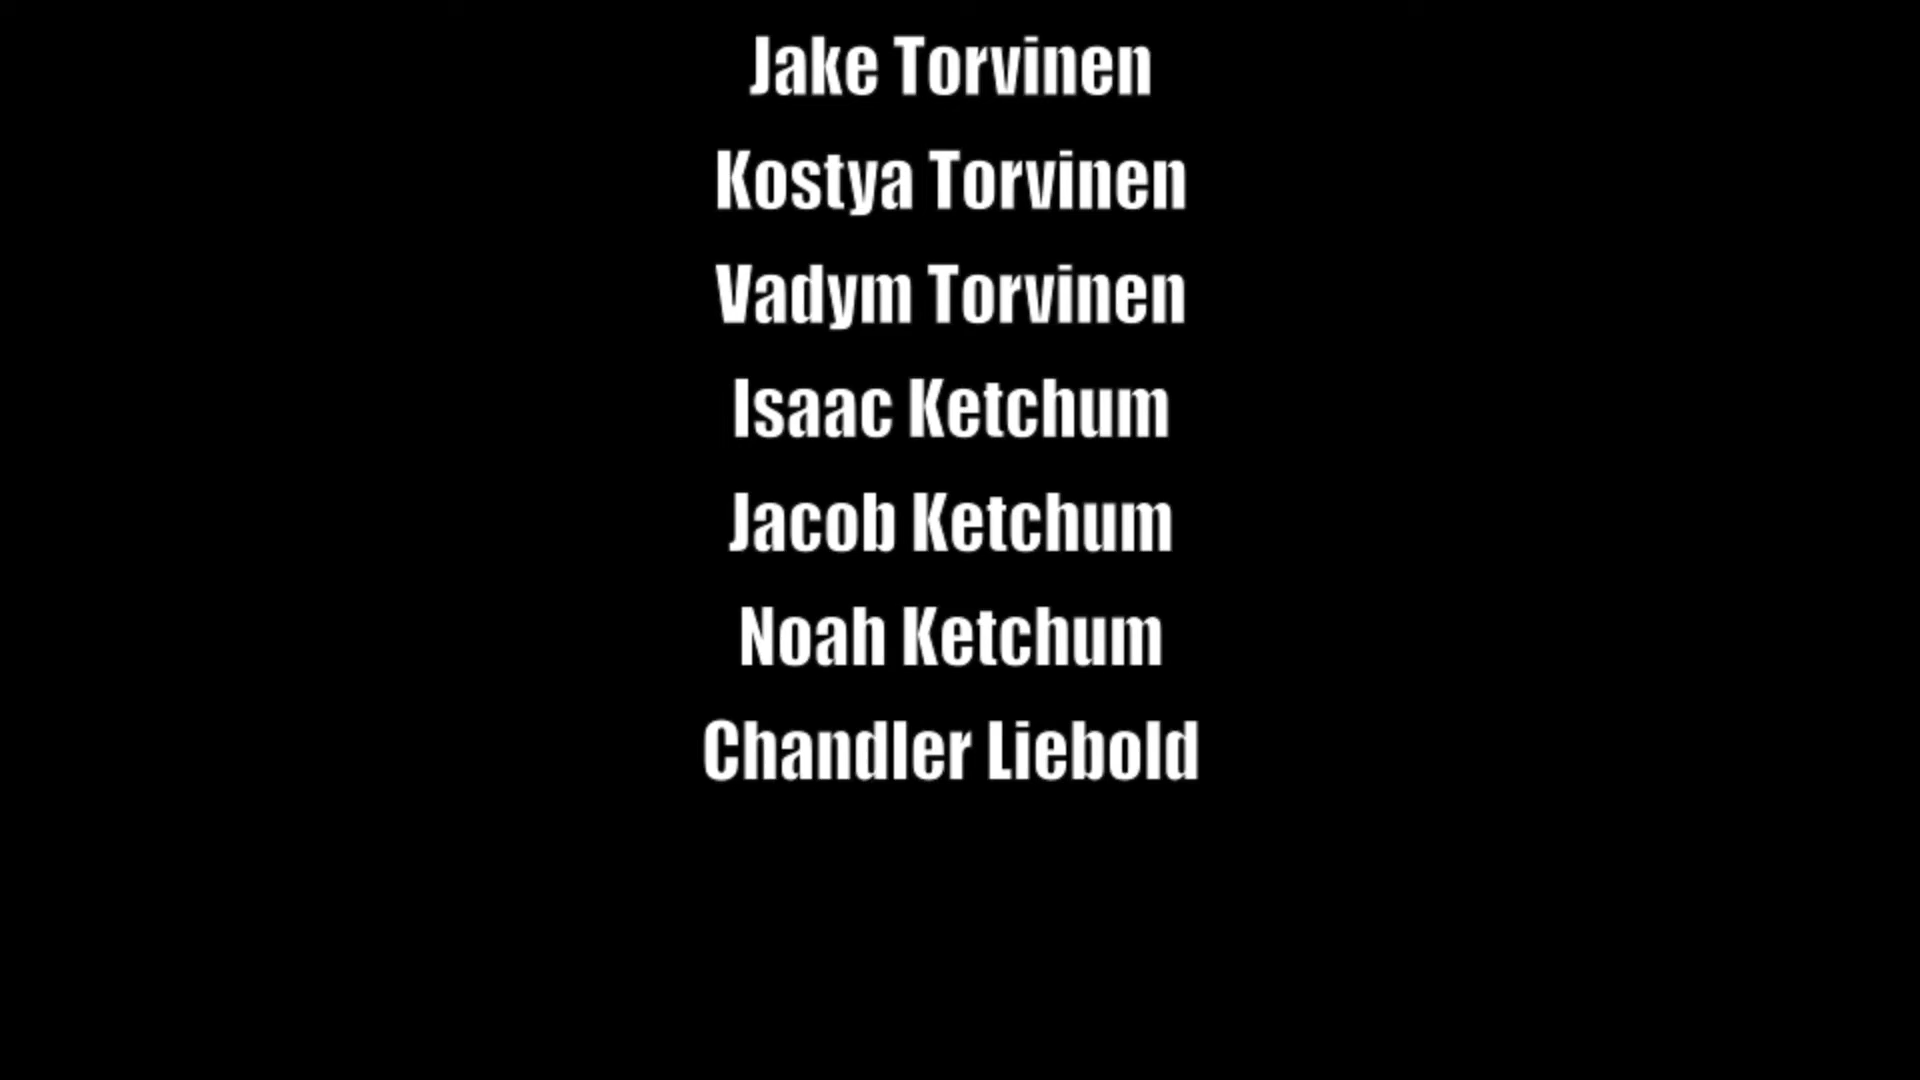 Jake Torvinen
Kostya Torvinen
Vadym Torvinen
Isaac Ketchum
Jacob Ketchum
Noah Ketchum
Chandler Liebold